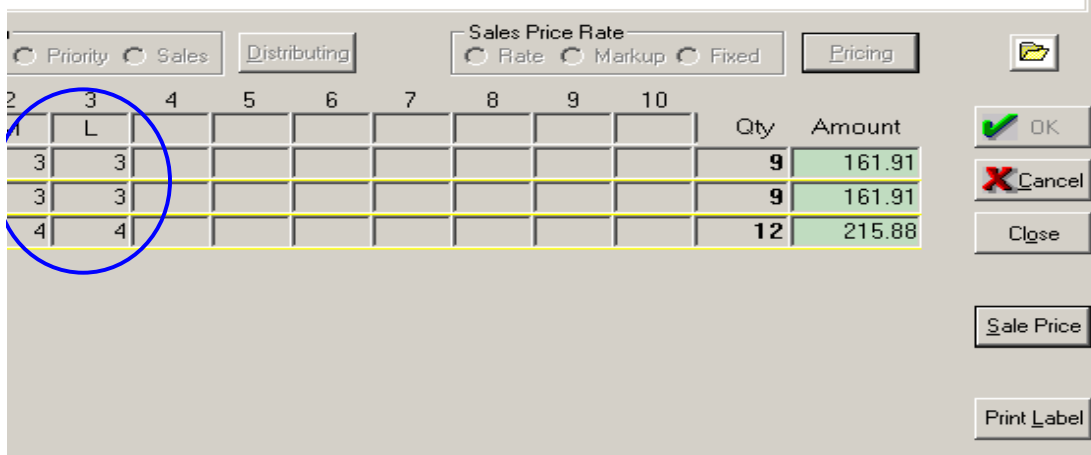 Priority Sales Distributing Sales Price Rate Rate Markup Fixed Pricing
2 3 4 5 6 7 8 9 10
L Qty Amount OK
3 3 9 161.91
Cancel
3 3 9 161.91
4 4 12 215.88 Close
Sale Price
Print Label